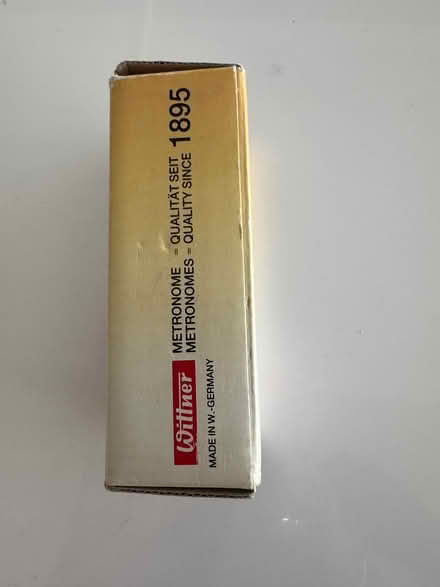 Wittner
METRONOME = QUALITÄT SEIT
METRONOMES = QUALITY SINCE
1895
MADE IN W.-GERMANY